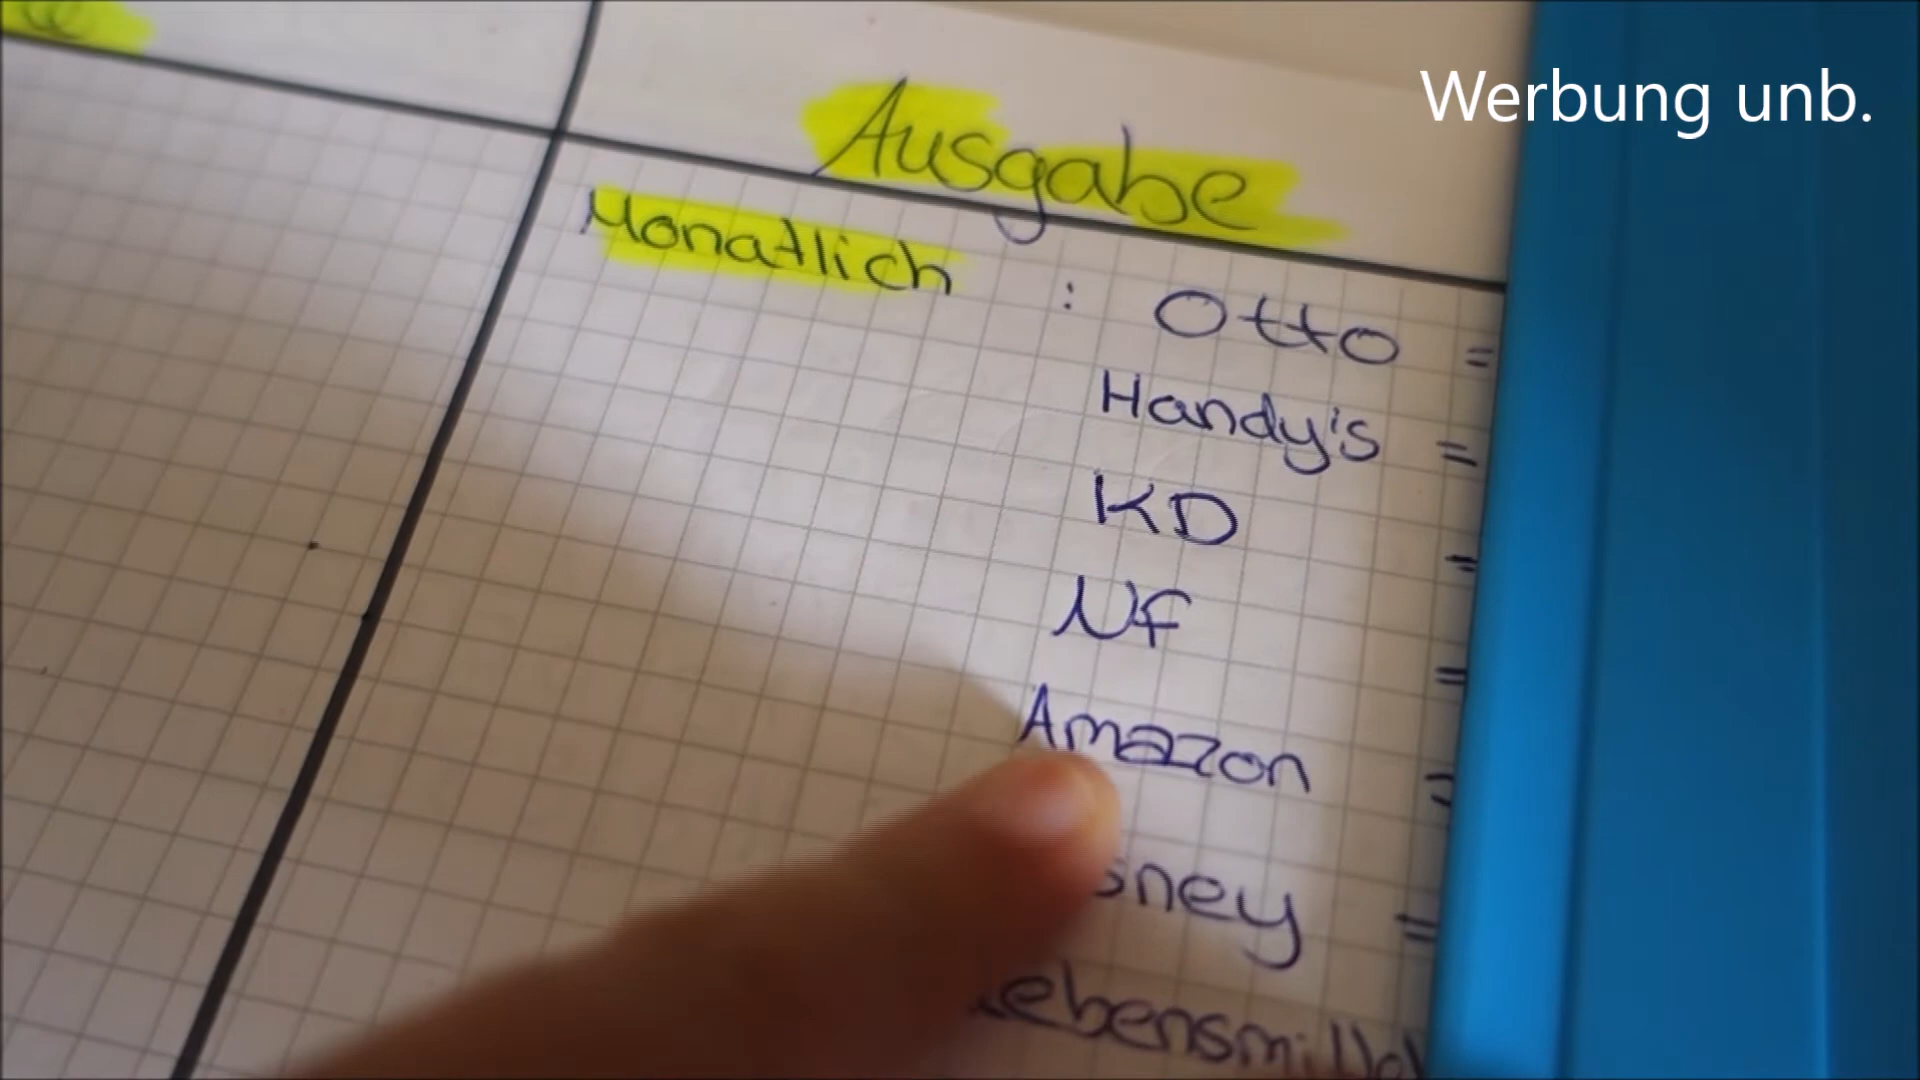 Werbung unb.
Ausgabe
Monatlich : Otto =
Handy's =
KD =
Nf =
Amazon =
=